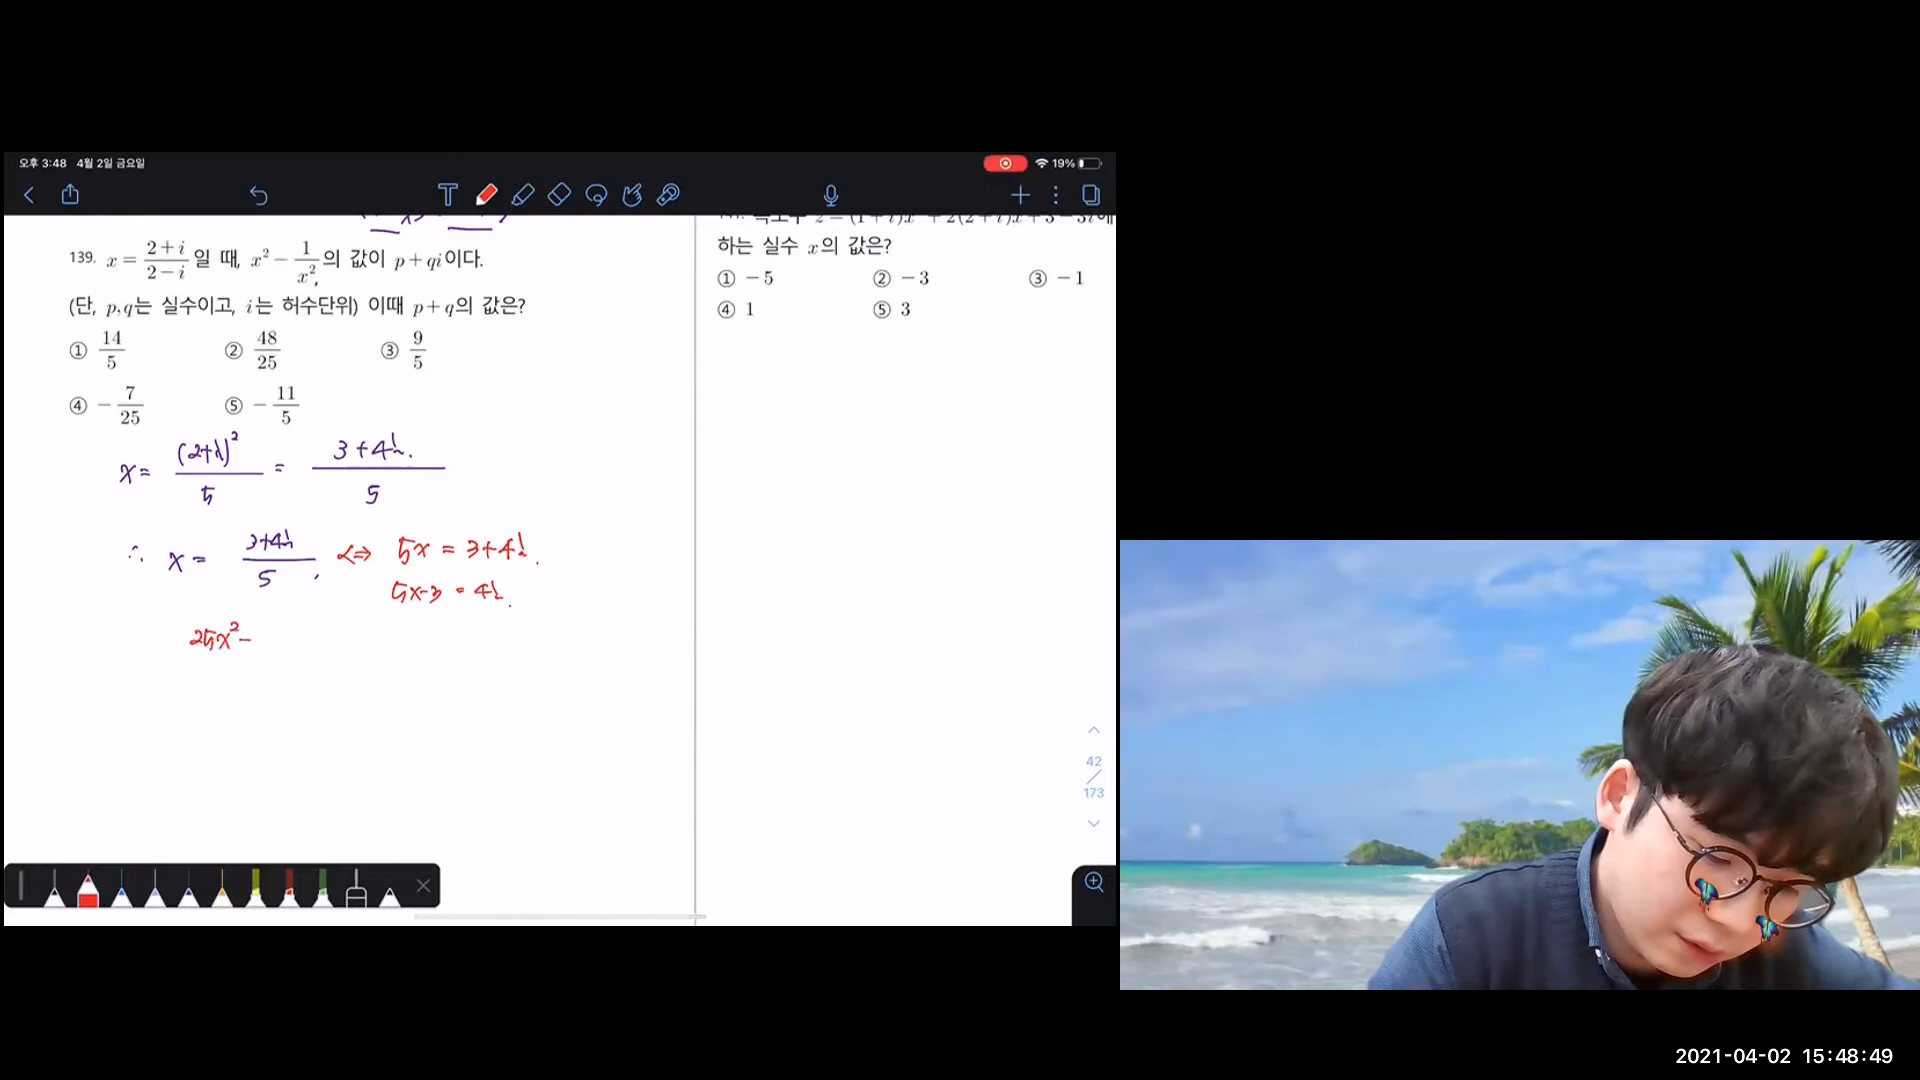 오후 3:48 4월 2일 금요일
19%
하는 실수 x의 값은?
① −5 ② −3 ③ −1
④ 1 ⑤ 3
139. x = (2+i)/(2−i) 일 때, x² − 1/x² 의 값이 p+qi이다.
(단, p, q는 실수이고, i는 허수단위) 이때 p+q의 값은?
① 14/5 ② 48/25 ③ 9/5
④ −7/25 ⑤ −11/5
x = (2+i)²/5 = 3+4i/5
∴ x = 3+4i/5 , ⇔ 5x = 3+4i.
5x−3 = 4i.
25x² −
42
173
2021-04-02 15:48:49